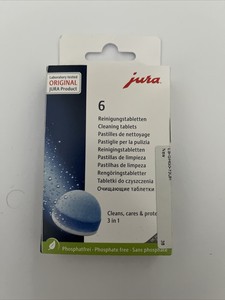 Laboratory tested
ORIGINAL
JURA Product
jura
6
Reinigungstabletten
Cleaning tablets
Pastilles de nettoyage
Pastiglie per la pulizia
Reinigingstabletten
Pastillas de limpieza
Pastilhas de limpeza
Rengöringstabletter
Tabletki do czyszczenia
Очищающие таблетки
Cleans, cares & prote
3 in 1
Phosphatfrei - Phosphate free - Sans phosphate